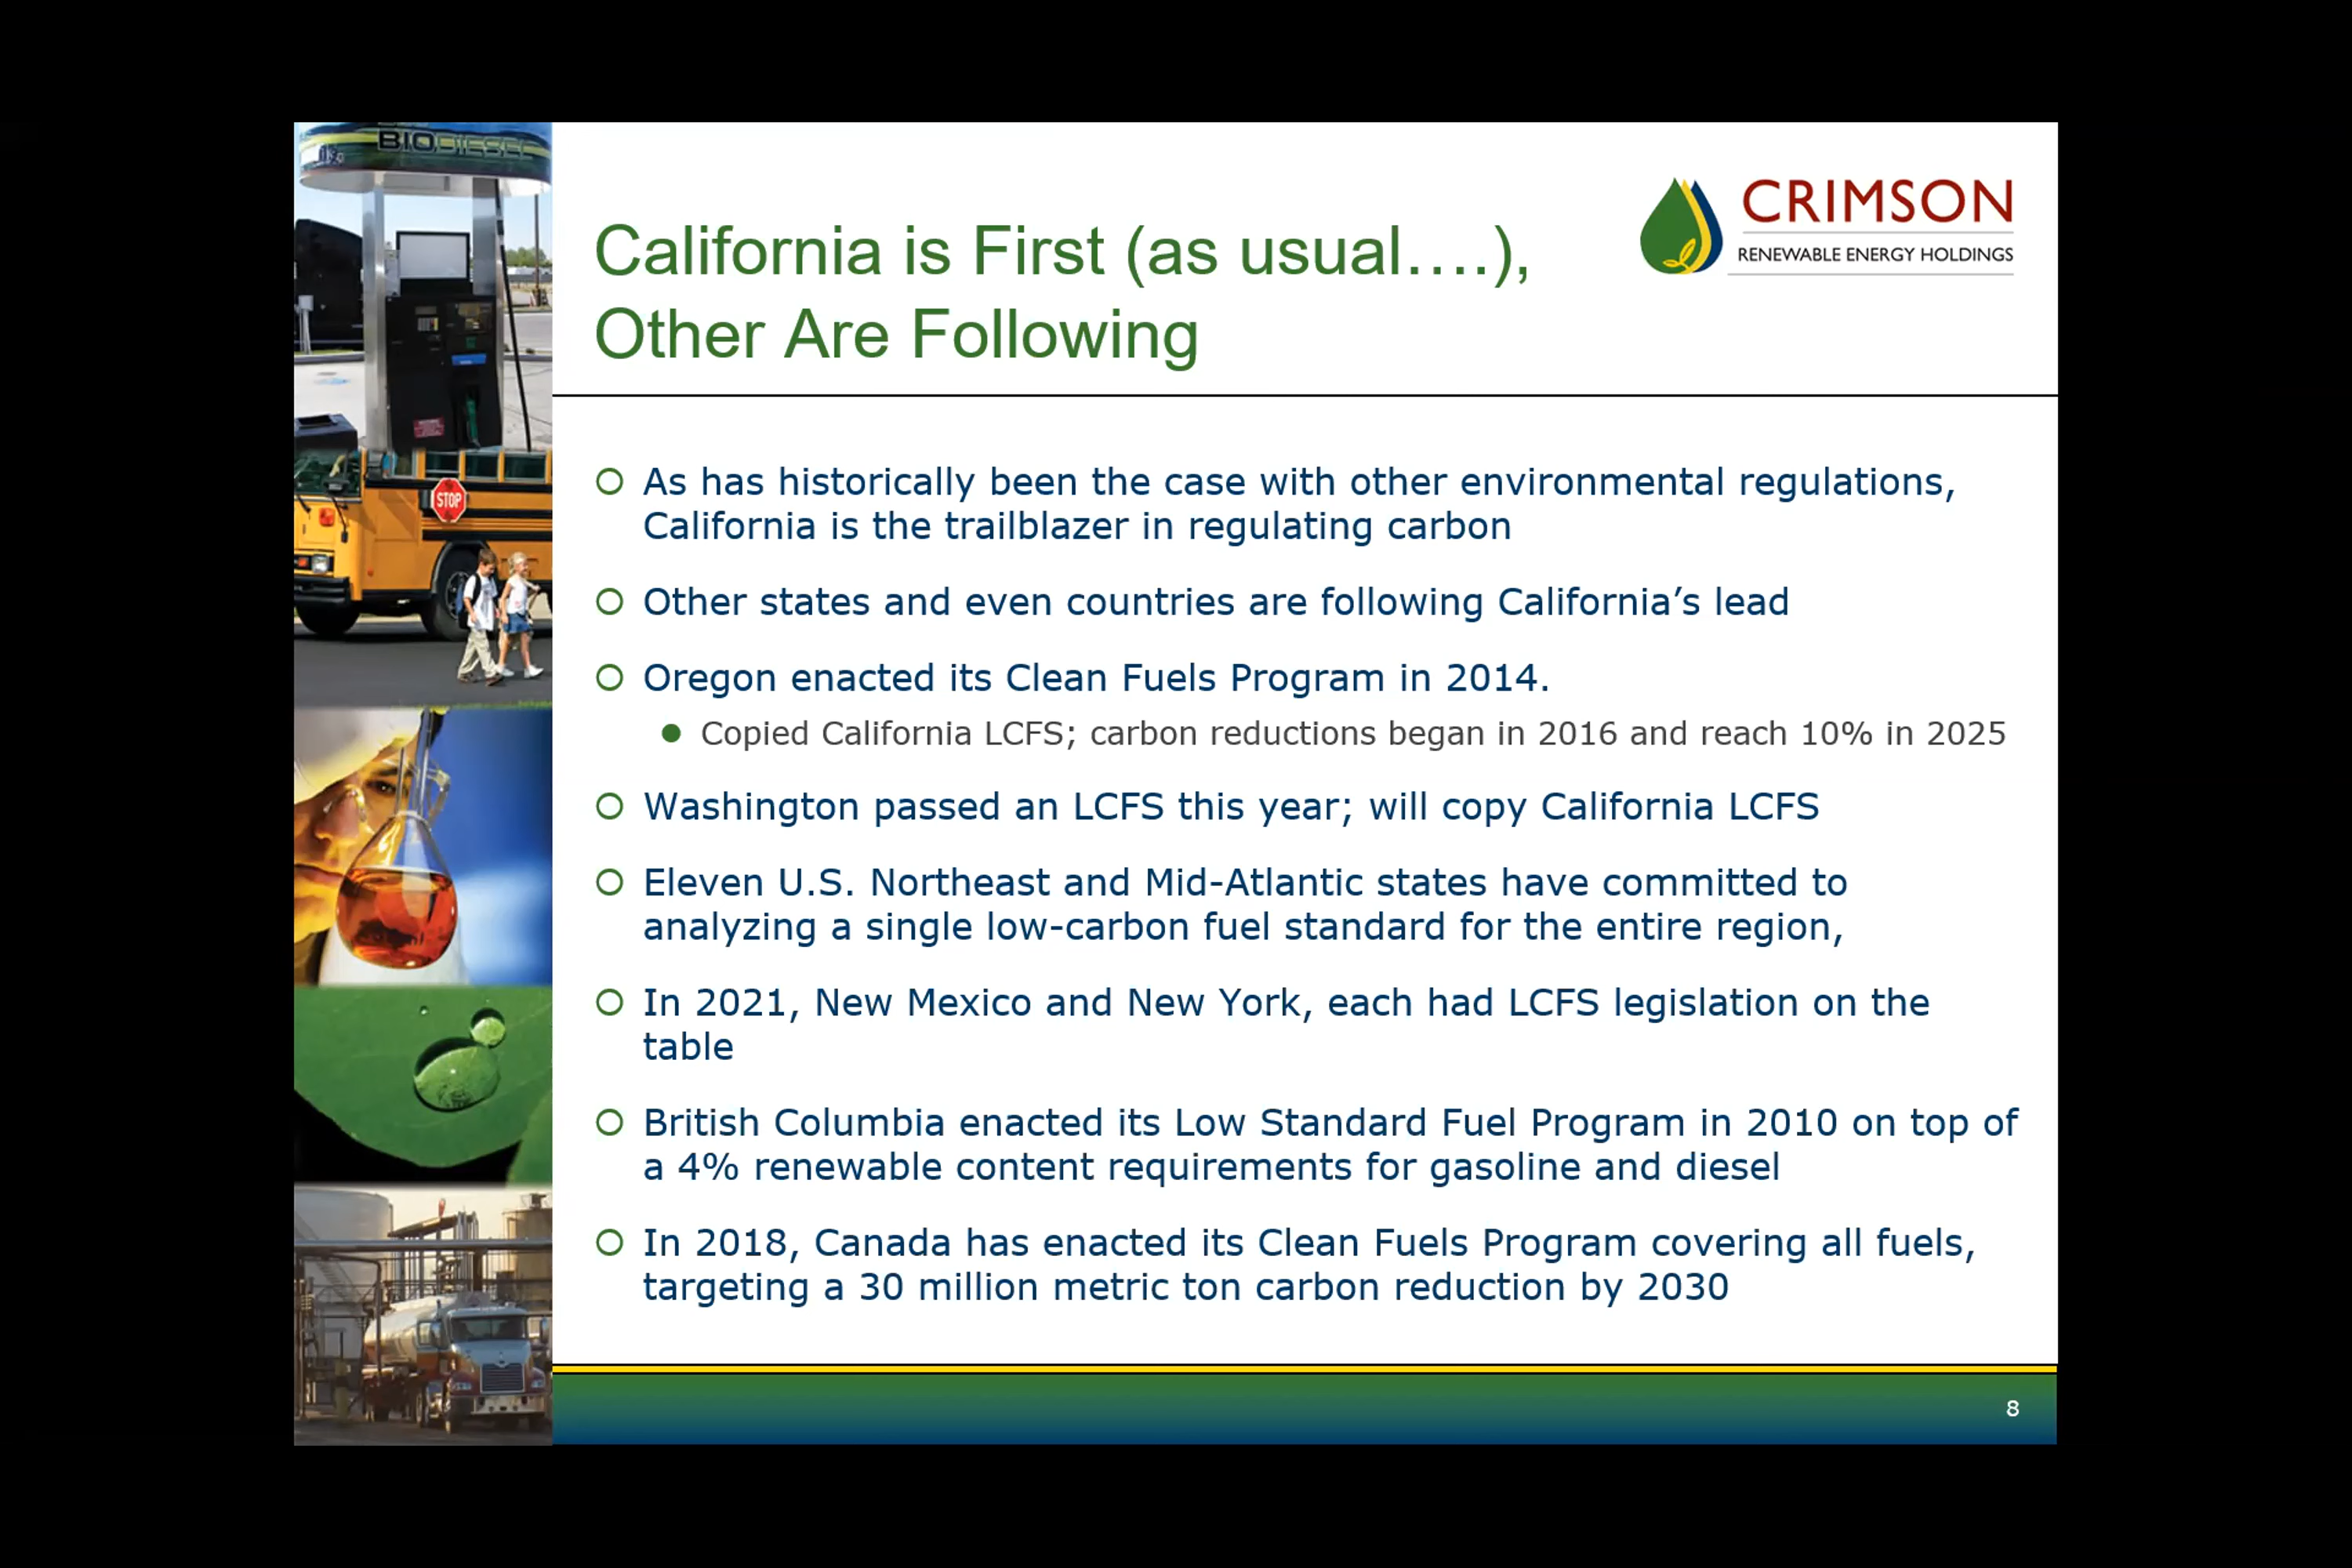 BIODIESEL
CRIMSON
RENEWABLE ENERGY HOLDINGS
California is First (as usual….),
Other Are Following
STOP
As has historically been the case with other environmental regulations,
California is the trailblazer in regulating carbon
Other states and even countries are following California’s lead
Oregon enacted its Clean Fuels Program in 2014.
Copied California LCFS; carbon reductions began in 2016 and reach 10% in 2025
Washington passed an LCFS this year; will copy California LCFS
Eleven U.S. Northeast and Mid-Atlantic states have committed to
analyzing a single low-carbon fuel standard for the entire region,
In 2021, New Mexico and New York, each had LCFS legislation on the
table
British Columbia enacted its Low Standard Fuel Program in 2010 on top of
a 4% renewable content requirements for gasoline and diesel
In 2018, Canada has enacted its Clean Fuels Program covering all fuels,
targeting a 30 million metric ton carbon reduction by 2030
8